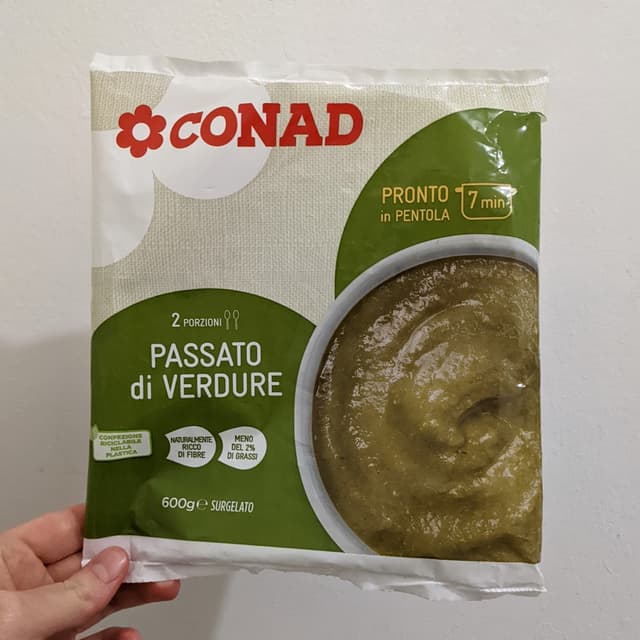 CONAD
PRONTO
in PENTOLA
7 min
2 PORZIONI
PASSATO
di VERDURE
CONFEZIONE
RICICLABILE
NELLA
PLASTICA
NATURALMENTE
RICCO
DI FIBRE
MENO
DEL 2%
DI GRASSI
600g e SURGELATO